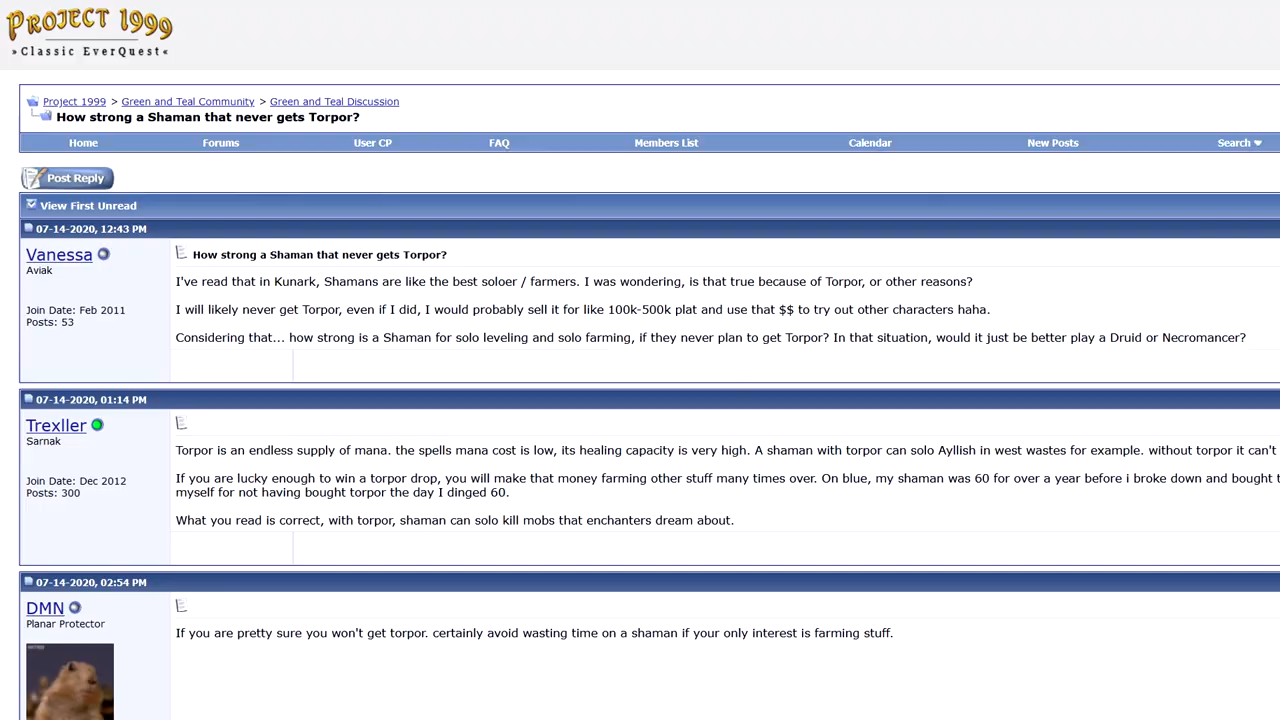 PROJECT 1999
»Classic EverQuest«
Project 1999 > Green and Teal Community > Green and Teal Discussion
How strong a Shaman that never gets Torpor?
Home Forums User CP FAQ Members List Calendar New Posts Search
Post Reply
View First Unread
07-14-2020, 12:43 PM
Vanessa
Aviak
Join Date: Feb 2011
Posts: 53
How strong a Shaman that never gets Torpor?
I've read that in Kunark, Shamans are like the best soloer / farmers. I was wondering, is that true because of Torpor, or other reasons?
I will likely never get Torpor, even if I did, I would probably sell it for like 100k-500k plat and use that $$ to try out other characters haha.
Considering that... how strong is a Shaman for solo leveling and solo farming, if they never plan to get Torpor? In that situation, would it just be better play a Druid or Necromancer?
07-14-2020, 01:14 PM
Trexller
Sarnak
Join Date: Dec 2012
Posts: 300
Torpor is an endless supply of mana. the spells mana cost is low, its healing capacity is very high. A shaman with torpor can solo Ayllish in west wastes for example. without torpor it can't
If you are lucky enough to win a torpor drop, you will make that money farming other stuff many times over. On blue, my shaman was 60 for over a year before i broke down and bought
myself for not having bought torpor the day I dinged 60.
What you read is correct, with torpor, shaman can solo kill mobs that enchanters dream about.
07-14-2020, 02:54 PM
DMN
Planar Protector
If you are pretty sure you won't get torpor. certainly avoid wasting time on a shaman if your only interest is farming stuff.